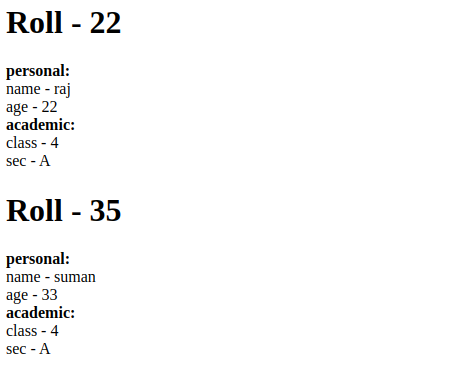 Roll - 22
personal:
name - raj
age - 22
academic:
class - 4
sec - A
Roll - 35
personal:
name - suman
age - 33
academic:
class - 4
sec - A